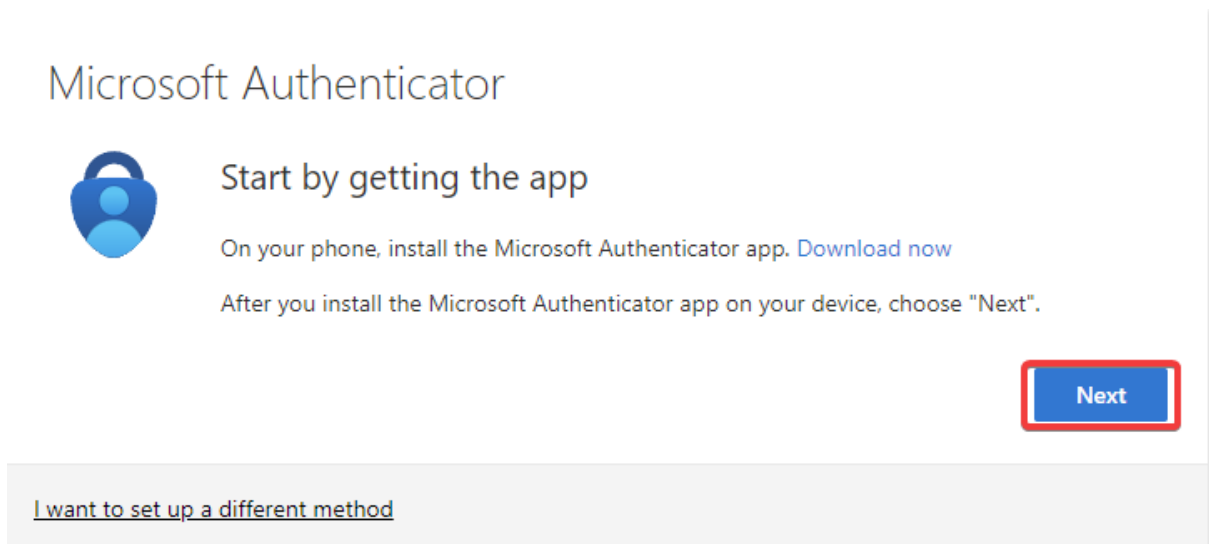 Microsoft Authenticator
Start by getting the app
On your phone, install the Microsoft Authenticator app. Download now
After you install the Microsoft Authenticator app on your device, choose "Next".
Next
I want to set up a different method